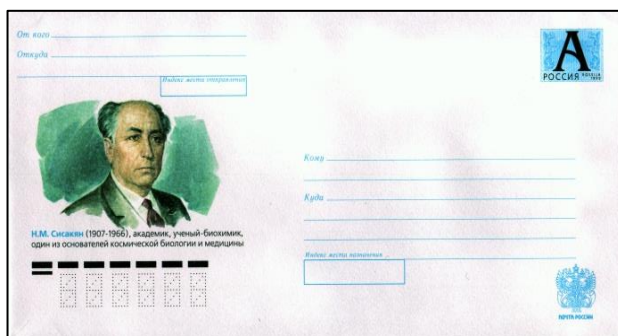 От кого
Откуда
Индекс места отправления
А
РОССИЯ ROSSIJA
Кому
Куда
Н.М. Сисакян (1907-1966), академик, ученый-биохимик,
один из основателей космической биологии и медицины
Индекс места назначения
ПОЧТА РОССИИ